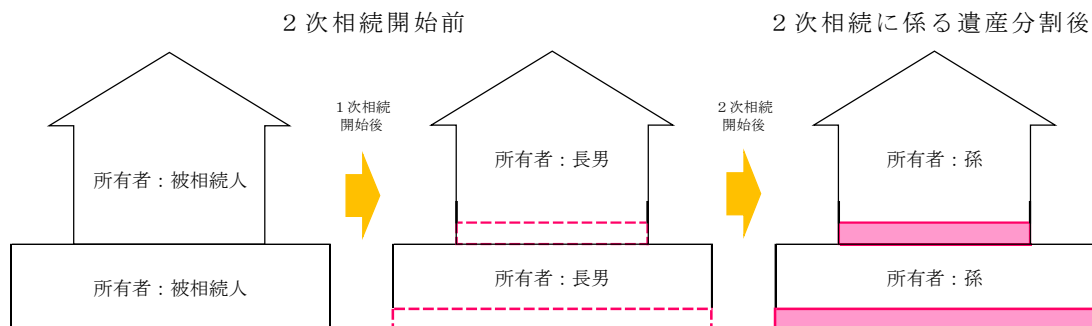 ２次相続開始前
２次相続に係る遺産分割後
１次相続
開始後
２次相続
開始後
所有者：被相続人
所有者：長男
所有者：孫
所有者：被相続人
所有者：長男
所有者：孫